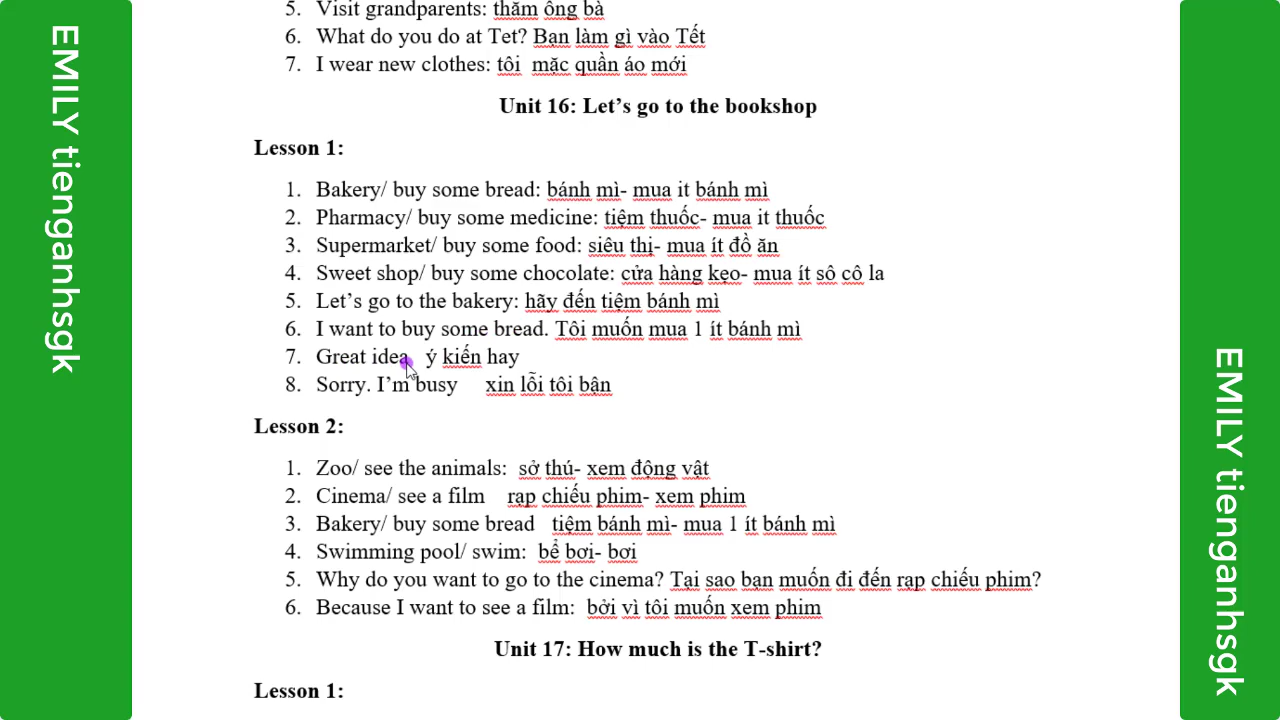 EMILY tienganhsgk
5. Visit grandparents: thăm ông bà
6. What do you do at Tet? Bạn làm gì vào Tết
7. I wear new clothes: tôi mặc quần áo mới
Unit 16: Let’s go to the bookshop
Lesson 1:
1. Bakery/ buy some bread: bánh mì- mua it bánh mì
2. Pharmacy/ buy some medicine: tiệm thuốc- mua it thuốc
3. Supermarket/ buy some food: siêu thị- mua ít đồ ăn
4. Sweet shop/ buy some chocolate: cửa hàng kẹo- mua ít sô cô la
5. Let’s go to the bakery: hãy đến tiệm bánh mì
6. I want to buy some bread. Tôi muốn mua 1 ít bánh mì
7. Great idea ý kiến hay
8. Sorry. I’m busy xin lỗi tôi bận
Lesson 2:
1. Zoo/ see the animals: sở thú- xem động vật
2. Cinema/ see a film rạp chiếu phim- xem phim
3. Bakery/ buy some bread tiệm bánh mì- mua 1 ít bánh mì
4. Swimming pool/ swim: bể bơi- bơi
5. Why do you want to go to the cinema? Tại sao bạn muốn đi đến rạp chiếu phim?
6. Because I want to see a film: bởi vì tôi muốn xem phim
Unit 17: How much is the T-shirt?
Lesson 1:
EMILY tienganhsgk